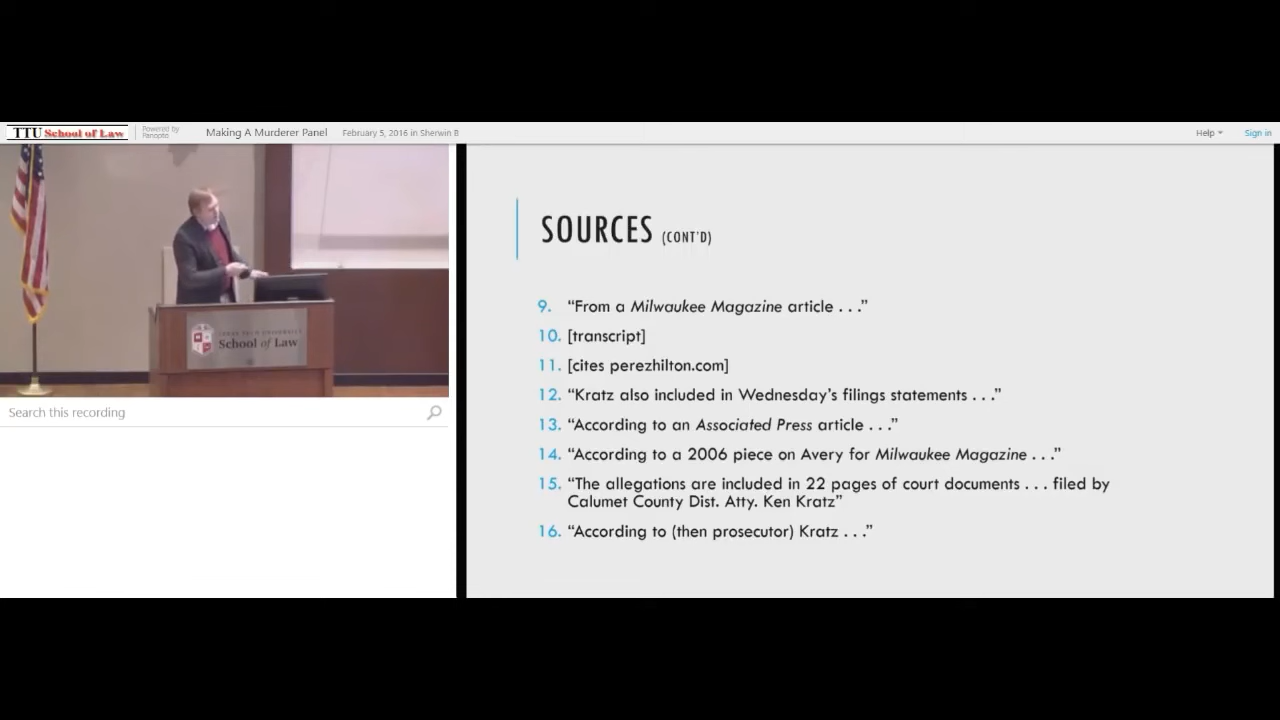 TTU School of Law
Powered by
Panopto
Making A Murderer Panel
February 5, 2016 in Sherwin B
Help
Sign in
School of Law
Search this recording
SOURCES (CONT'D)
9. “From a Milwaukee Magazine article . . .”
10. [transcript]
11. [cites perezhilton.com]
12. “Kratz also included in Wednesday’s filings statements . . .”
13. “According to an Associated Press article . . .”
14. “According to a 2006 piece on Avery for Milwaukee Magazine . . .”
15. “The allegations are included in 22 pages of court documents . . . filed by
Calumet County Dist. Atty. Ken Kratz”
16. “According to (then prosecutor) Kratz . . .”